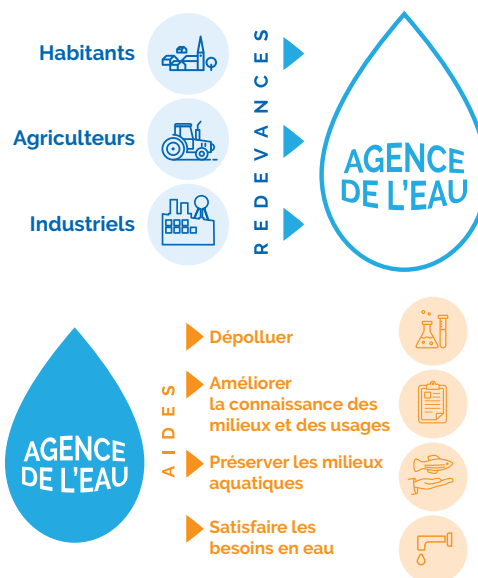 Habitants
Agriculteurs
Industriels
REDEVANCES
AGENCE
DE L'EAU
AGENCE
DE L'EAU
AIDES
Dépolluer
Améliorer
la connaissance des
milieux et des usages
Préserver les milieux
aquatiques
Satisfaire les
besoins en eau